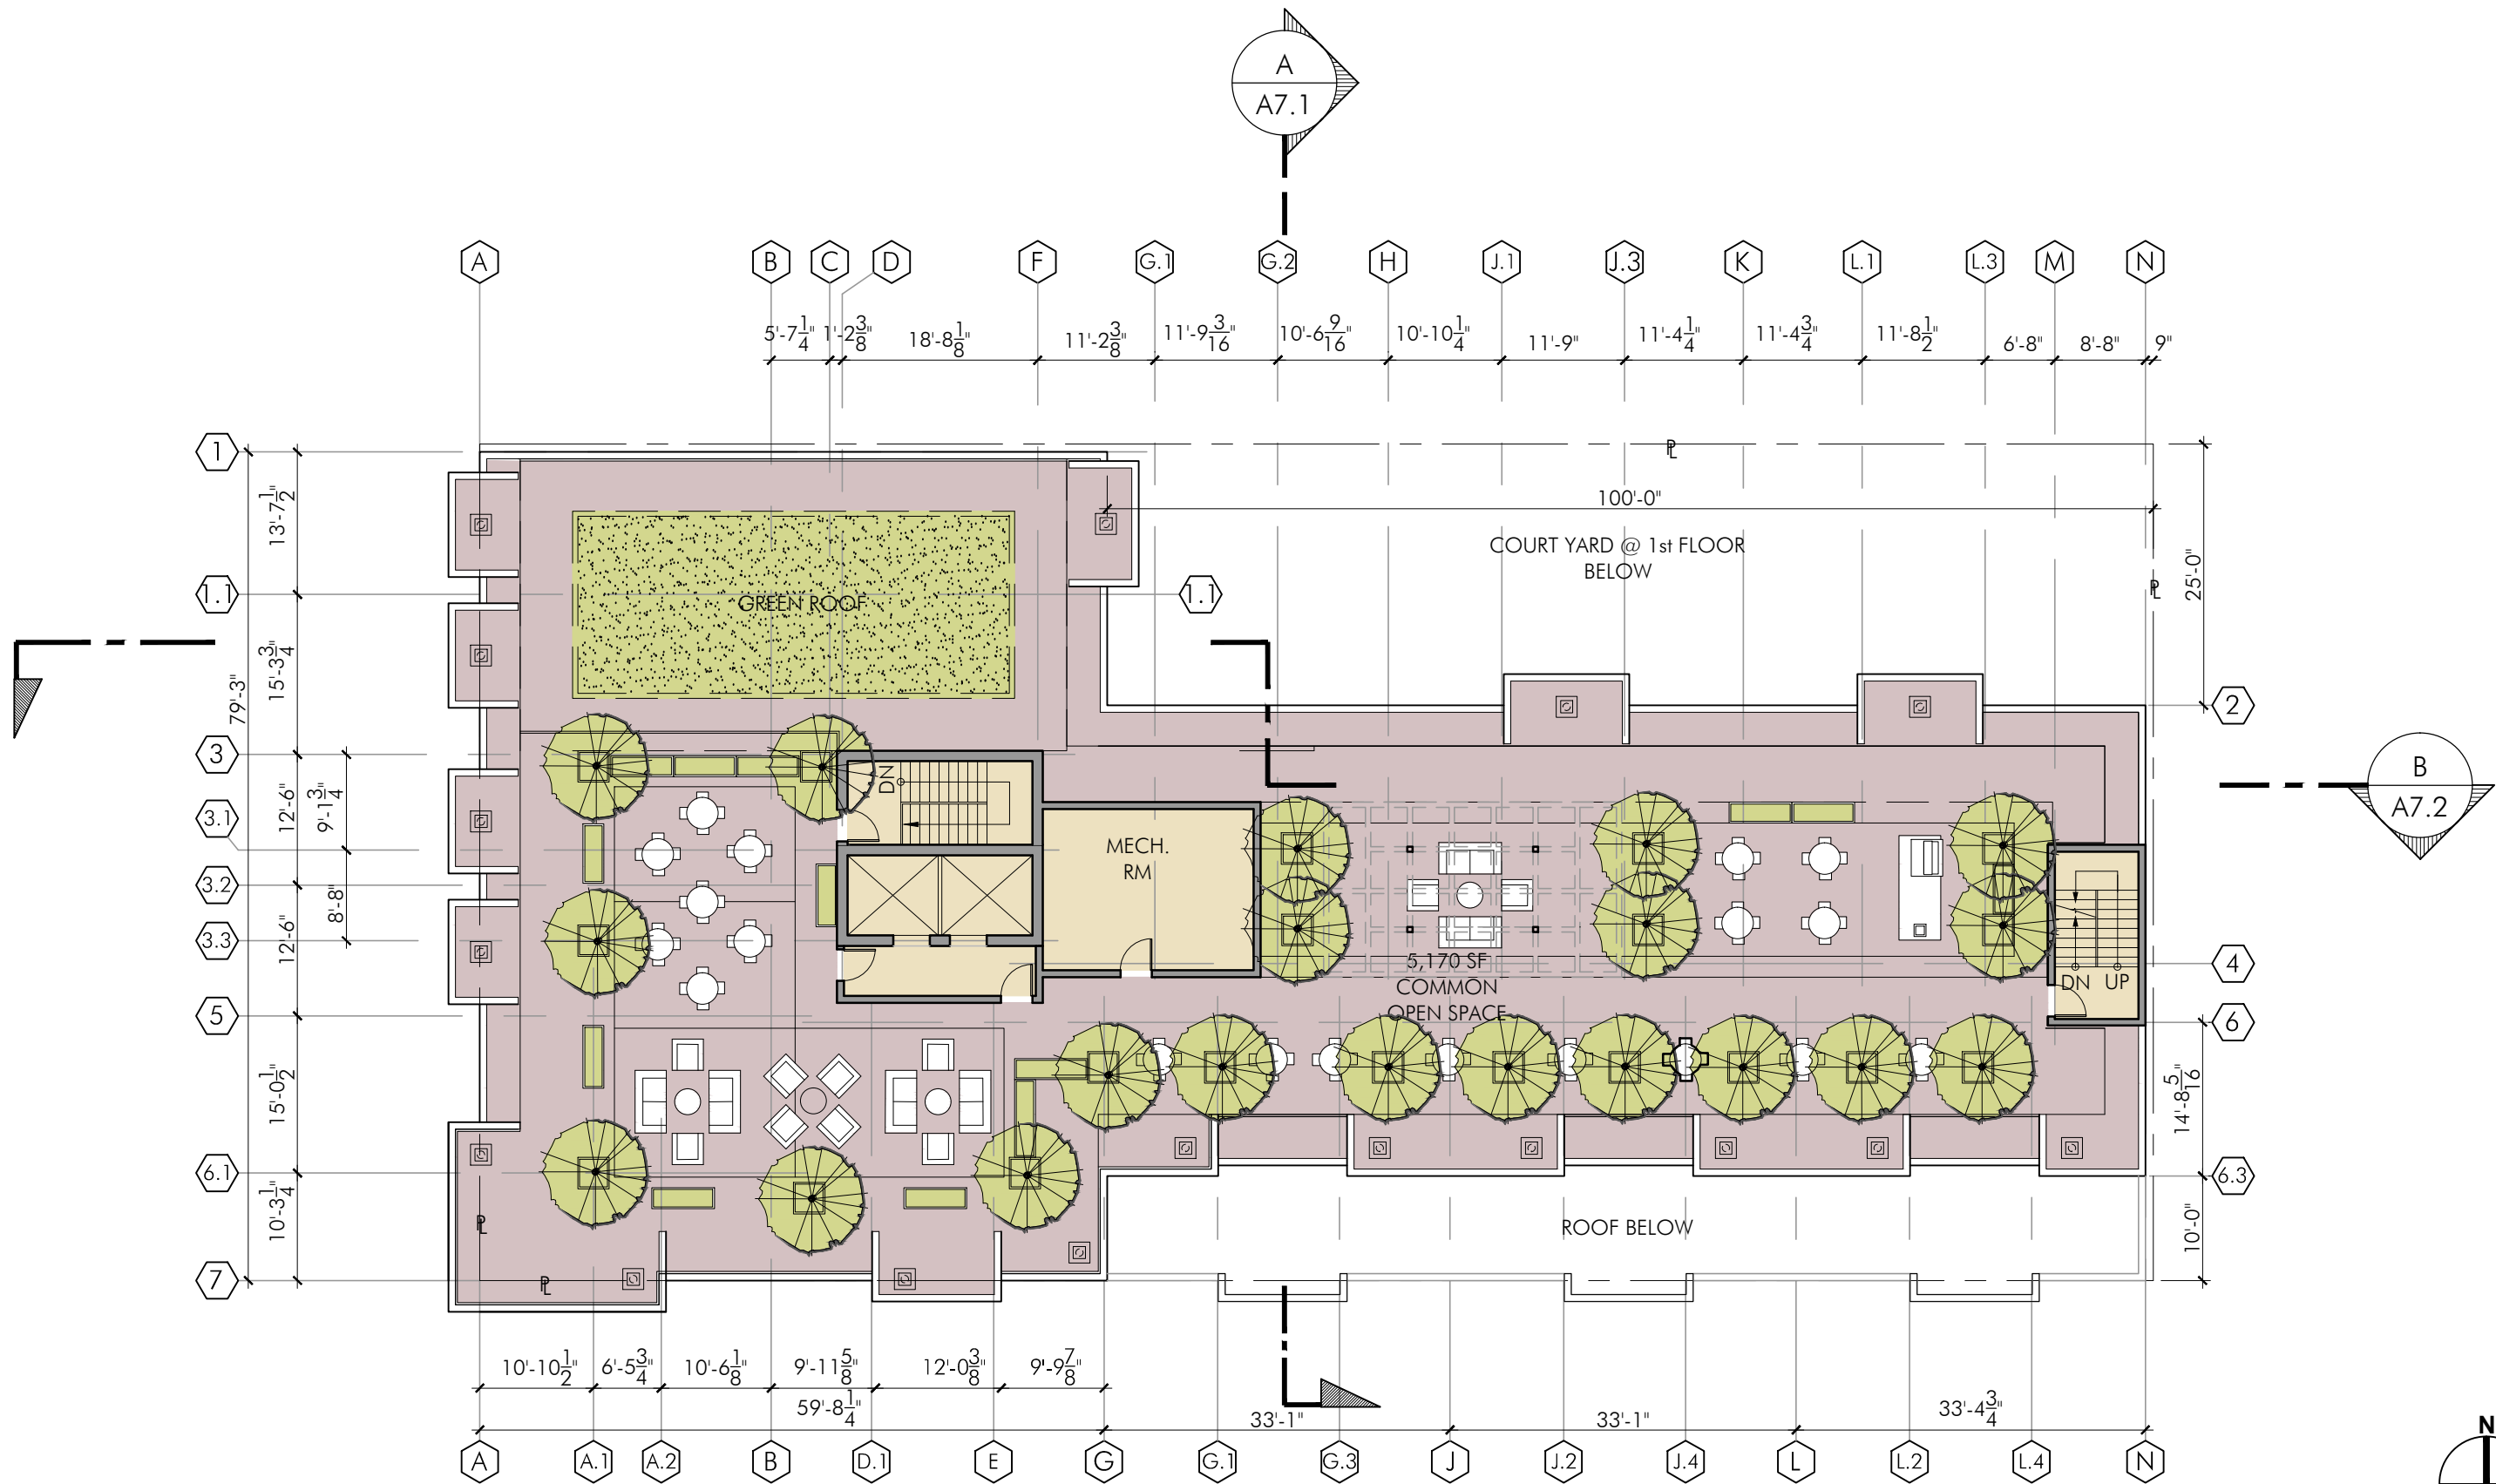 A
A7.1
A B C D F G.1 G.2 H J.1 J.3 K L.1 L.3 M N
5'-7 1/4" 1'-2 3/8" 18'-8 1/8" 11'-2 3/8" 11'-9 3/16" 10'-6 9/16" 10'-10 1/4" 11'-9" 11'-4 1/4" 11'-4 3/4" 11'-8 1/2" 6'-8" 8'-8" 9"
1
PL
13'-7 1/2"
100'-0"
COURT YARD @ 1st FLOOR
BELOW
25'-0"
PL
1.1
GREEN ROOF
1.1
15'-3 3/4"
79'-3"
2
3
DN
B
A7.2
12'-6"
9'-1 3/4"
3.1
MECH.
RM
3.2
8'-8"
12'-6"
3.3
5,170 SF
COMMON
OPEN SPACE
4
DN UP
5
6
15'-0 1/2"
14'-8 5/16"
6.1
6.3
10'-3 1/4"
PL
ROOF BELOW
10'-0"
7
PL
10'-10 1/2" 6'-5 3/4" 10'-6 1/8" 9'-11 5/8" 12'-0 3/8" 9'-9 7/8"
59'-8 1/4" 33'-1" 33'-1" 33'-4 3/4"
A A.1 A.2 B D.1 E G G.1 G.3 J J.2 J.4 L L.2 L.4 N
N